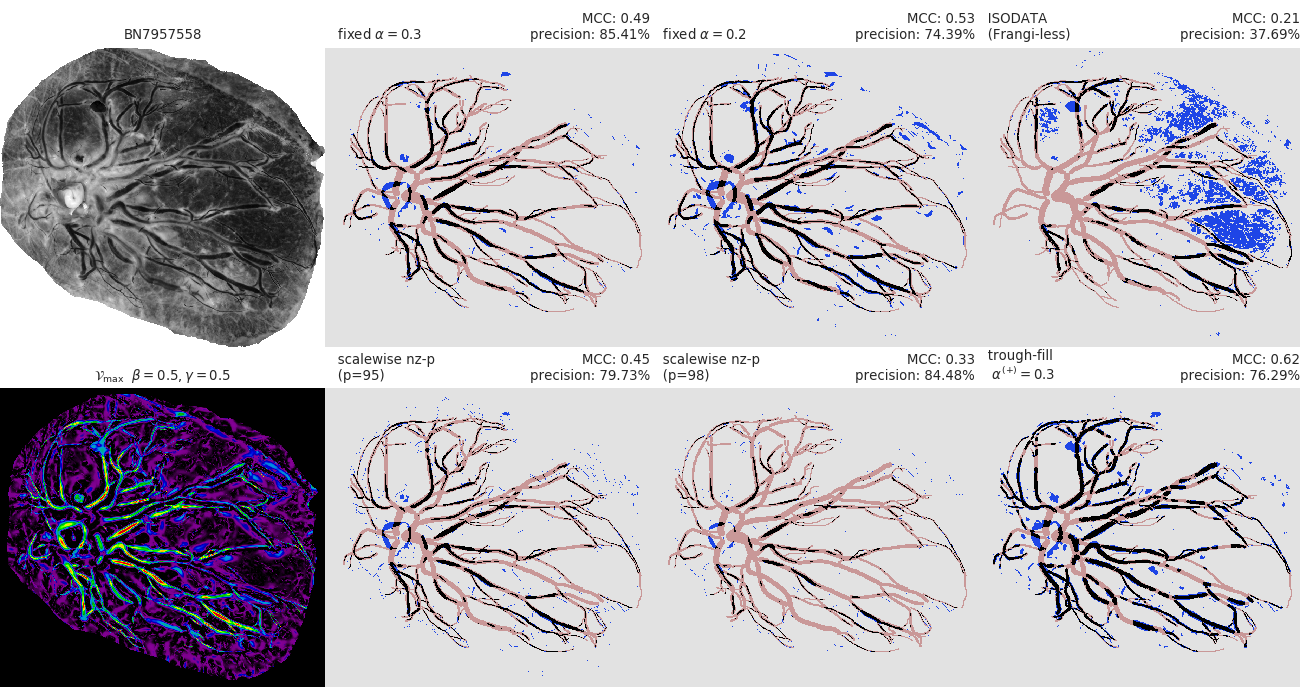 BN7957558
fixed α = 0.3
MCC: 0.49
precision: 85.41%
fixed α = 0.2
MCC: 0.53
precision: 74.39%
ISODATA
(Frangi-less)
MCC: 0.21
precision: 37.69%
𝒱max β = 0.5, γ = 0.5
scalewise nz-p
(p=95)
MCC: 0.45
precision: 79.73%
scalewise nz-p
(p=98)
MCC: 0.33
precision: 84.48%
trough-fill
α(+) = 0.3
MCC: 0.62
precision: 76.29%